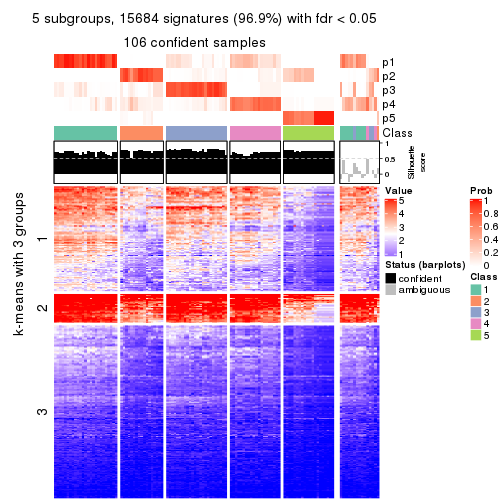 5 subgroups, 15684 signatures (96.9%) with fdr < 0.05
106 confident samples
p1
p2
p3
p4
p5
Class
1
0.5
0
Silhouette
score
k-means with 3 groups
1
2
3
Value
5
4
3
2
1
Status (barplots)
confident
ambiguous
Prob
1
0.8
0.6
0.4
0.2
0
Class
1
2
3
4
5